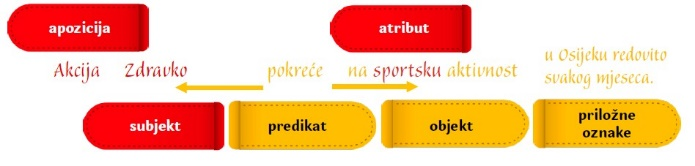 apozicija
atribut
Akcija Zdravko pokreće na sportsku aktivnost
u Osijeku redovito
svakog mjeseca.
subjekt
predikat
objekt
priložne
oznake